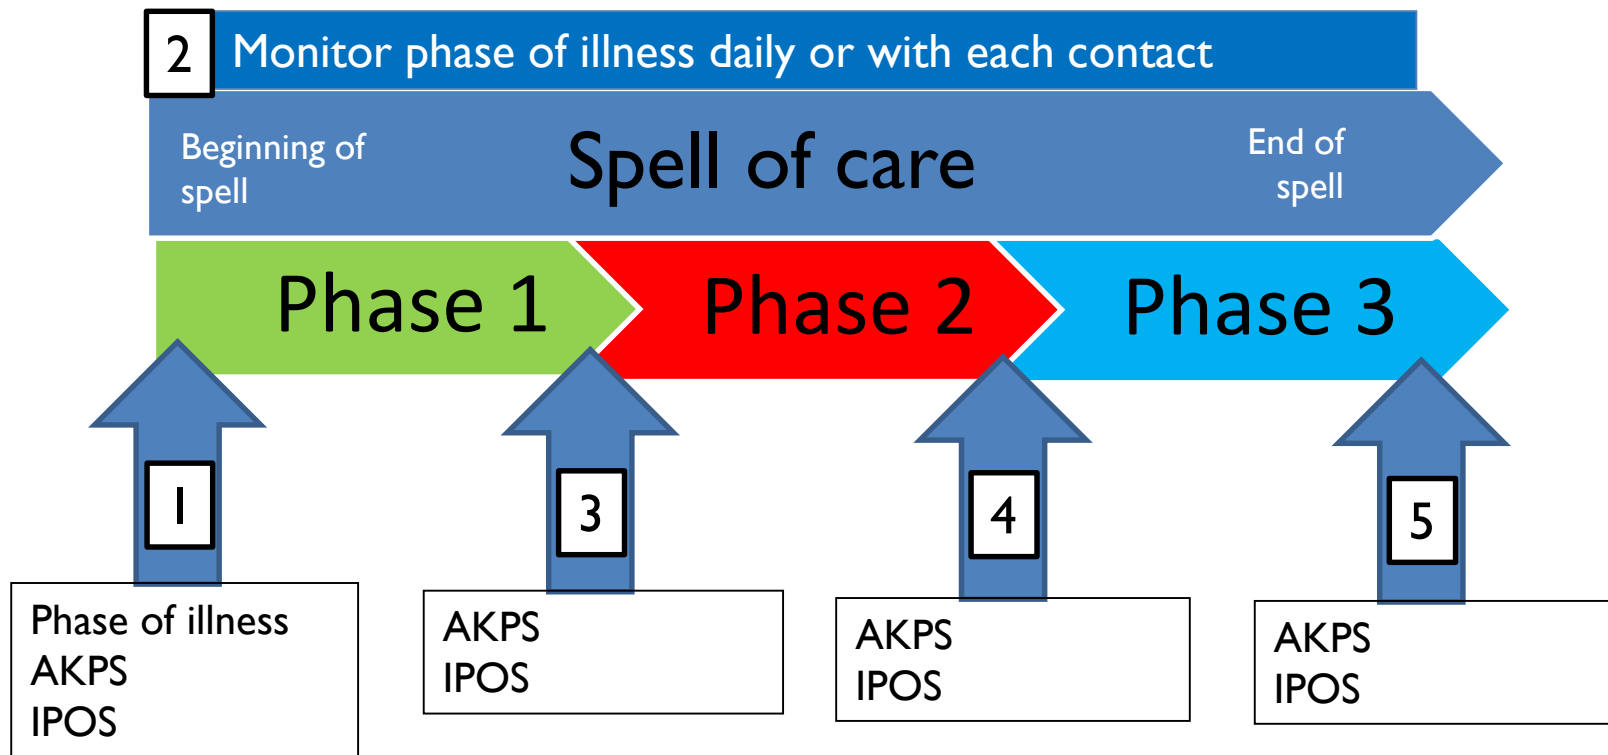 2
Monitor phase of illness daily or with each contact
Beginning of
spell
Spell of care
End of
spell
Phase 1
Phase 2
Phase 3
1
3
4
5
Phase of illness
AKPS
IPOS
AKPS
IPOS
AKPS
IPOS
AKPS
IPOS